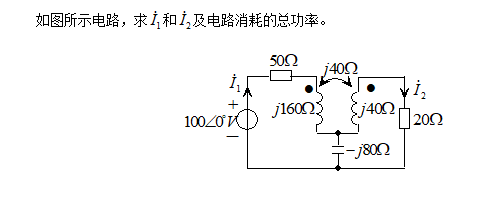 如图所示电路，求İ₁和İ₂及电路消耗的总功率。
50Ω
j40Ω
İ₁
İ₂
+
j160Ω
j40Ω
100∠0°V
20Ω
−
−j80Ω